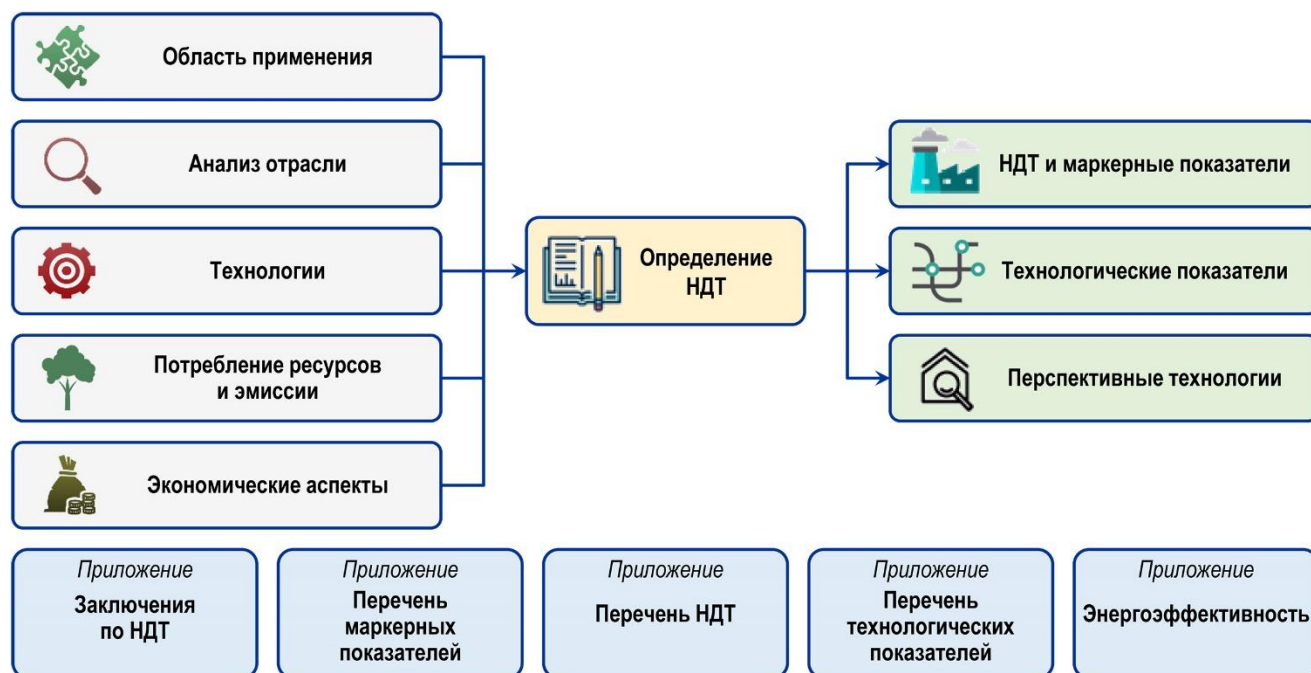 Область применения
Анализ отрасли
Технологии
Потребление ресурсов
и эмиссии
Экономические аспекты
Определение
НДТ
НДТ и маркерные показатели
Технологические показатели
Перспективные технологии
Приложение
Заключения
по НДТ
Приложение
Перечень
маркерных
показателей
Приложение
Перечень НДТ
Приложение
Перечень
технологических
показателей
Приложение
Энергоэффективность